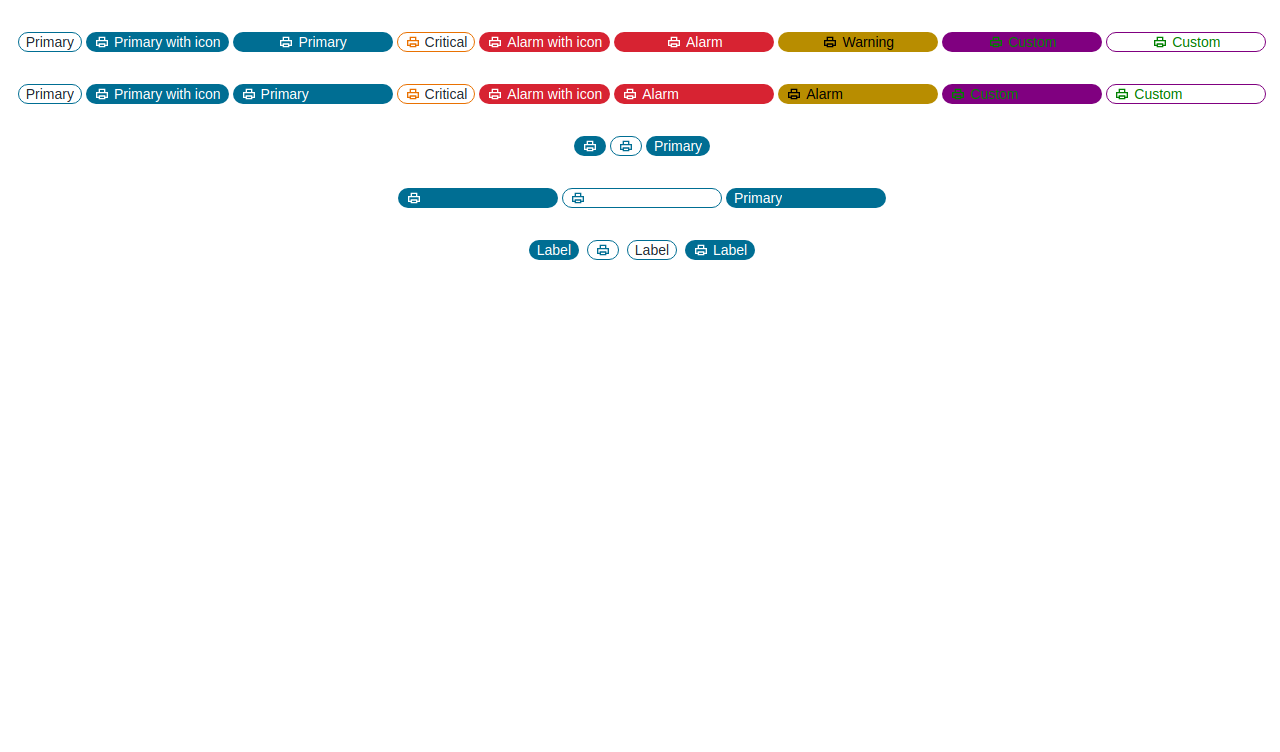 Primary Primary with icon Primary Critical Alarm with icon Alarm Warning Custom Custom
Primary Primary with icon Primary Critical Alarm with icon Alarm Alarm Custom Custom
Primary
Primary
Label Label Label